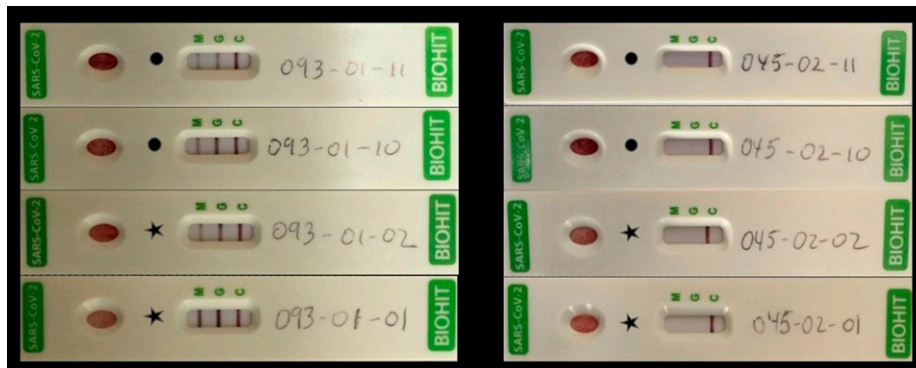 SARS-CoV-2 M G C 093-01-11 BIOHIT
SARS-CoV-2 M G C 093-01-10 BIOHIT
SARS-CoV-2 M G C 093-01-02 BIOHIT
SARS-CoV-2 M G C 093-01-01 BIOHIT
SARS-CoV-2 M G C 045-02-11 BIOHIT
SARS-CoV-2 M G C 045-02-10 BIOHIT
SARS-CoV-2 M G C 045-02-02 BIOHIT
SARS-CoV-2 M G C 045-02-01 BIOHIT